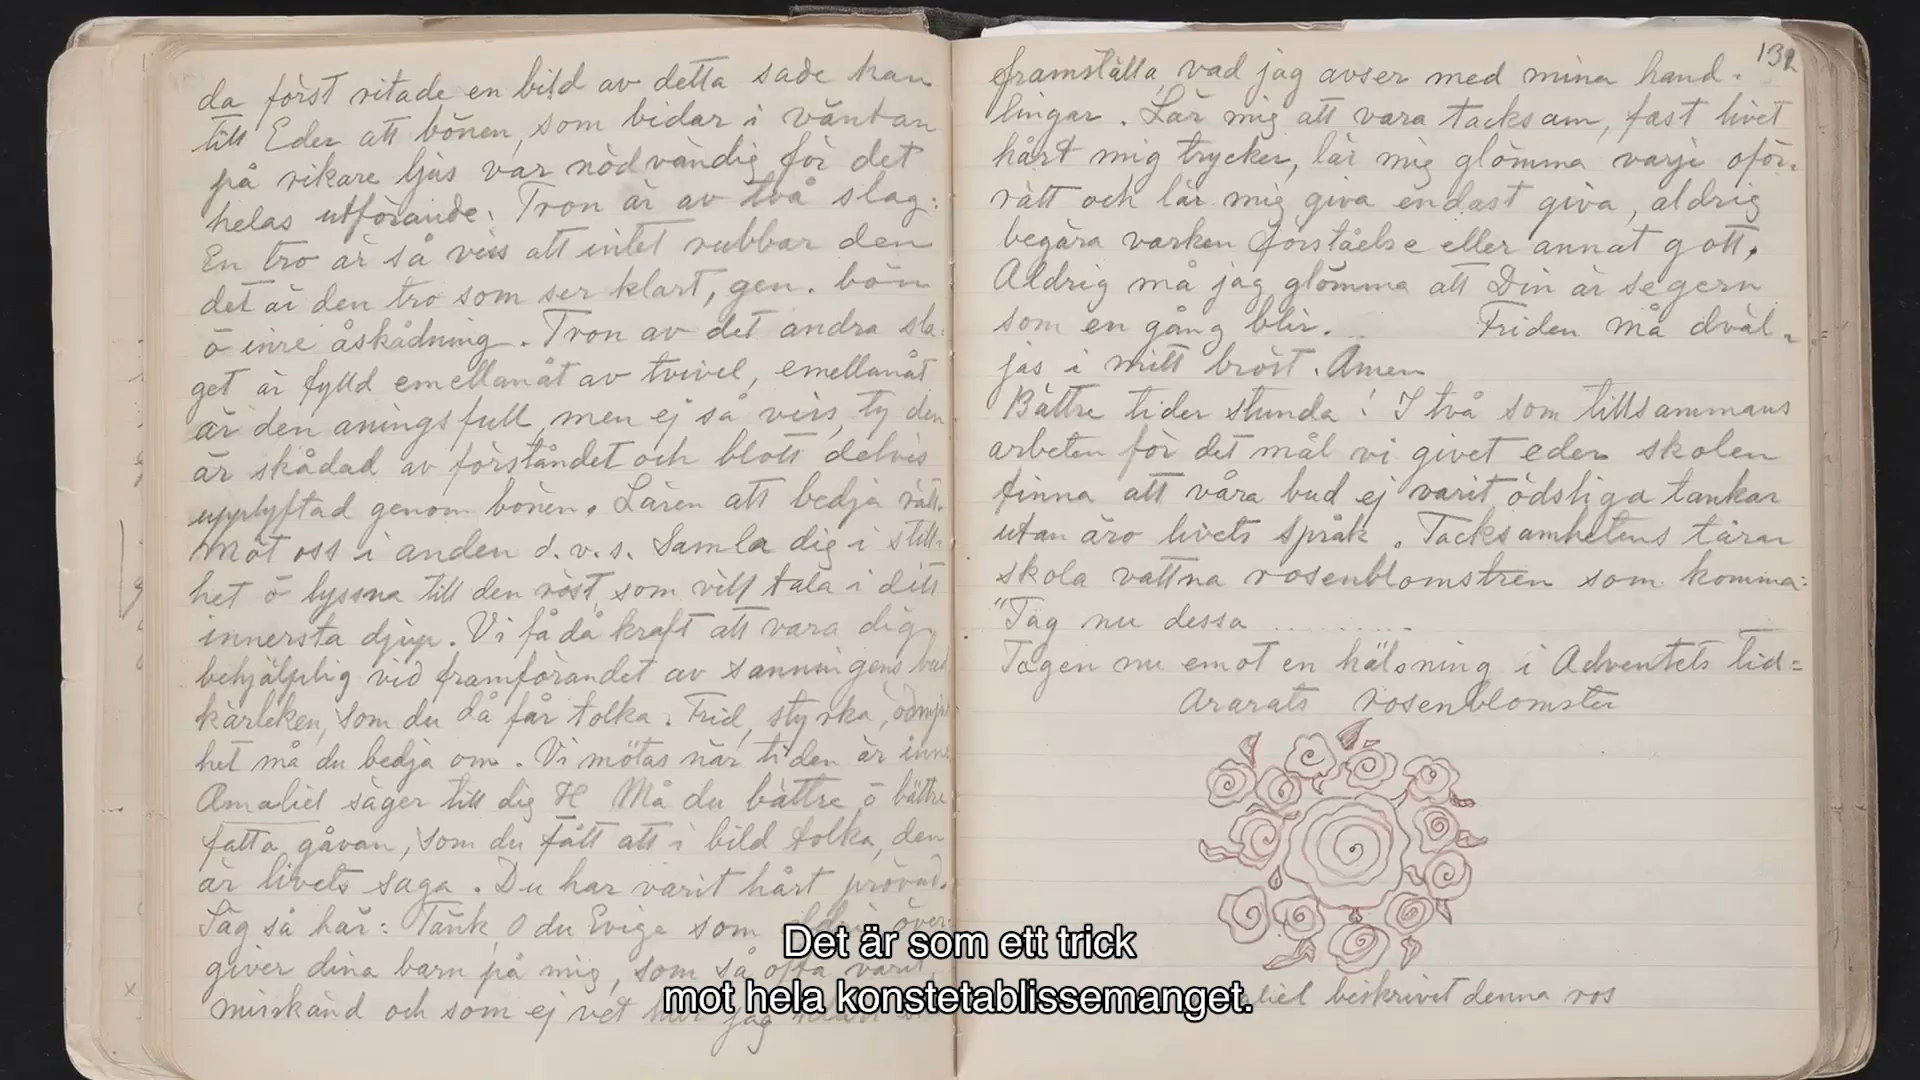 da först ritade en bild av detta sade han
till Eder att bönen, som bidar i väntan
på rikare ljus var nödvändig för det
helas utförande. Tron är av två slag:
En tro är så viss att intet rubbar den
det är den tro som ser klart, gen. bön
o inre åskådning. Tron av det andra sla=
get är fylld emellanåt av tvivel, emellanåt
är den aningsfull, men ej så viss, ty den
är skådad av förståndet och blott delvis
upplyftad genom bönen. Lären att bedja rätt.
Möt oss i anden d.v.s. Samla dig i still=
het o lyssna till den röst, som vill tala i ditt
innersta djup. Vi få då kraft att vara dig
behjälplig vid framförandet av sanningens bud
kärleken, som du då får tolka. Frid, styrka, ödmju
het må du bedja om. Vi mötas när tiden är inne
Amaliel säger till dig H Må du bättre o bättre
fatta gåvan, som du fått att i bild tolka, den
är livets saga. Du har varit hårt prövad.
Säg så här: Tänk, O du Evige som över=
giver dina barn på mig, som så ofta varit
misskänd och som ej vet hur jag
132
framställa, vad jag avser med mina hand=
lingar. Lär mig att vara tacksam, fast livet
hårt mig trycker, lär mig glömma varje oför=
rätt och lär mig giva endast giva, aldrig
begära varken förståelse eller annat gott.
Aldrig må jag glömma att Din är segern
som en gång blir. Friden må dväl=
jas i mitt bröst. Amen
Bättre tider stunda! I två som tillsammans
arbeten för det mål vi givet eder skolen
finna att våra bud ej varit ödsliga tankar
utan äro livets språk. Tacksamhetens tårar
skola vattna rosenblomstren som komma:
"Tag nu dessa .........
Tagen nu emot en hälsning i Adventets tid=
Ararats rosenblomster
aliel beskrivit denna ros
Det är som ett trick
mot hela konstetablissemanget.